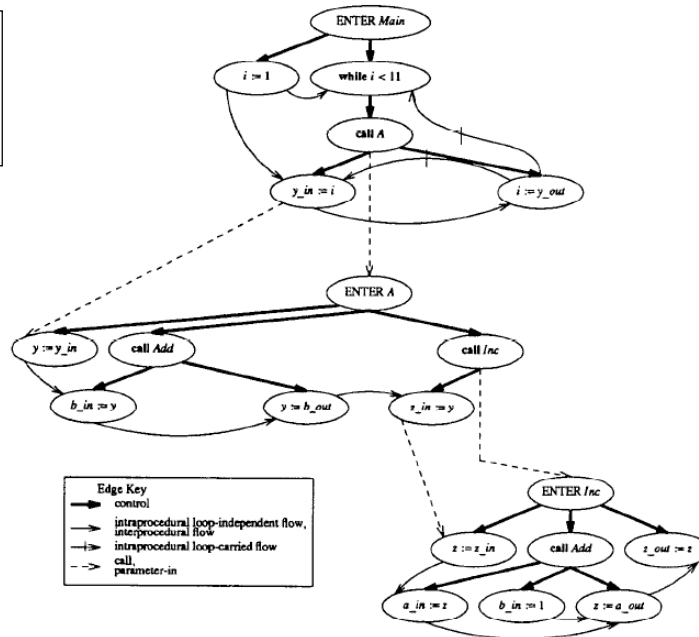 ENTER Main
i := 1
while i < 11
call A
y_in := i
i := y_out
ENTER A
y := y_in
call Add
call Inc
b_in := y
y := b_out
z_in := y
Edge Key
control
intraprocedural loop-independent flow,
interprocedural flow
intraprocedural loop-carried flow
call,
parameter-in
ENTER Inc
z := z_in
call Add
z_out := z
a_in := z
b_in := 1
z := a_out